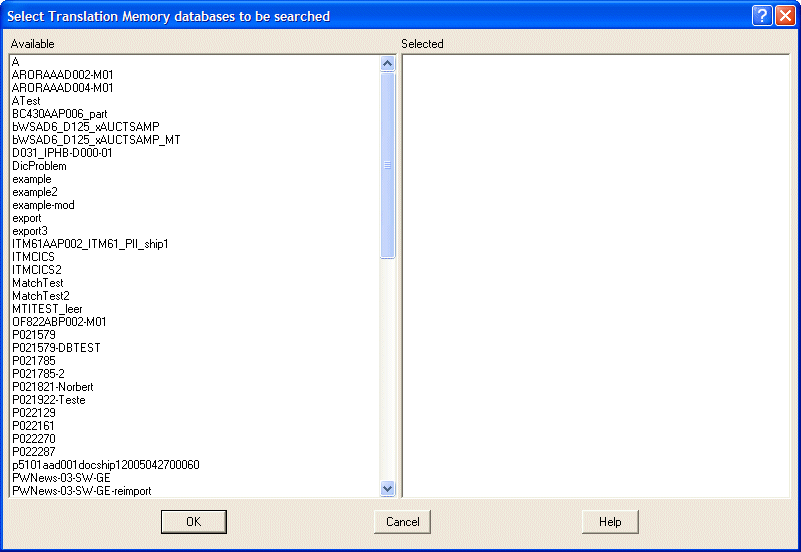 Select Translation Memory databases to be searched
Available
Selected
A
ARORAAAD002-M01
ARORAAAD004-M01
ATest
BC430AAP006_part
bWSAD6_D125_xAUCTSAMP
bWSAD6_D125_xAUCTSAMP_MT
D031_IPHB-D000-01
DicProblem
example
example2
example-mod
export
export3
ITM61AAP002_ITM61_PII_ship1
ITMCICS
ITMCICS2
MatchTest
MatchTest2
MTITEST_leer
OF822ABP002-M01
P021579
P021579-DBTEST
P021785
P021785-2
P021821-Norbert
P021922-Teste
P022129
P022161
P022270
P022287
p5101aad001docship12005042700060
PWNews-03-SW-GE
PWNews-03-SW-GE-reimport
OK
Cancel
Help